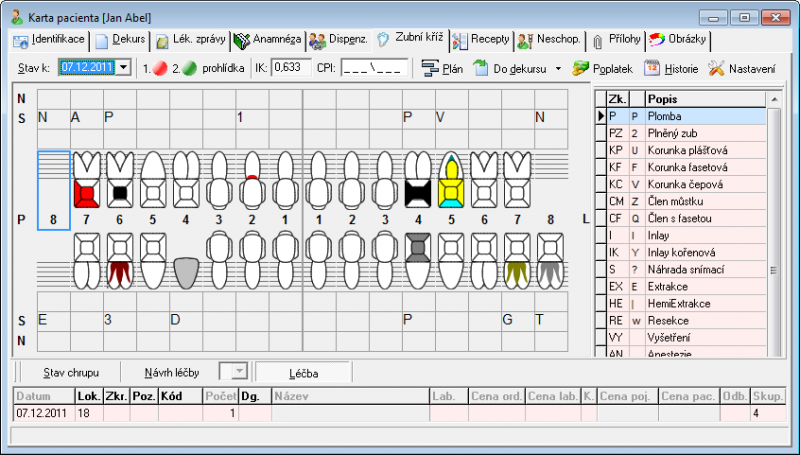 Karta pacienta [Jan Abel]
Identifikace Dekurs Lék. zprávy Anamnéza Dispenz. Zubní kříž Recepty Neschop. Přílohy Obrázky
Stav k: 07.12.2011 1. 2. prohlídka IK: 0,633 CPI: _ _ _ \ _ _ _ Plán Do dekursu Poplatek Historie Nastavení
N
S N A P 1 P V N
P 8 7 6 5 4 3 2 1 1 2 3 4 5 6 7 8 L
S E 3 D P G T
N
Zk. Popis
P P Plomba
PZ 2 Plněný zub
KP U Korunka plášťová
KF F Korunka fasetová
KC V Korunka čepová
CM Z Člen můstku
CF Q Člen s fasetou
I I Inlay
IK Y Inlay kořenová
S ? Náhrada snímací
EX E Extrakce
HE | HemiExtrakce
RE w Resekce
VY Vyšetření
AN Anestezie
Stav chrupu Návrh léčby Léčba
Datum Lok. Zkr. Poz. Kód Počet Dg. Název Lab. Cena ord. Cena lab. K. Cena poj. Cena pac. Odb. Skup.
07.12.2011 18 1 4